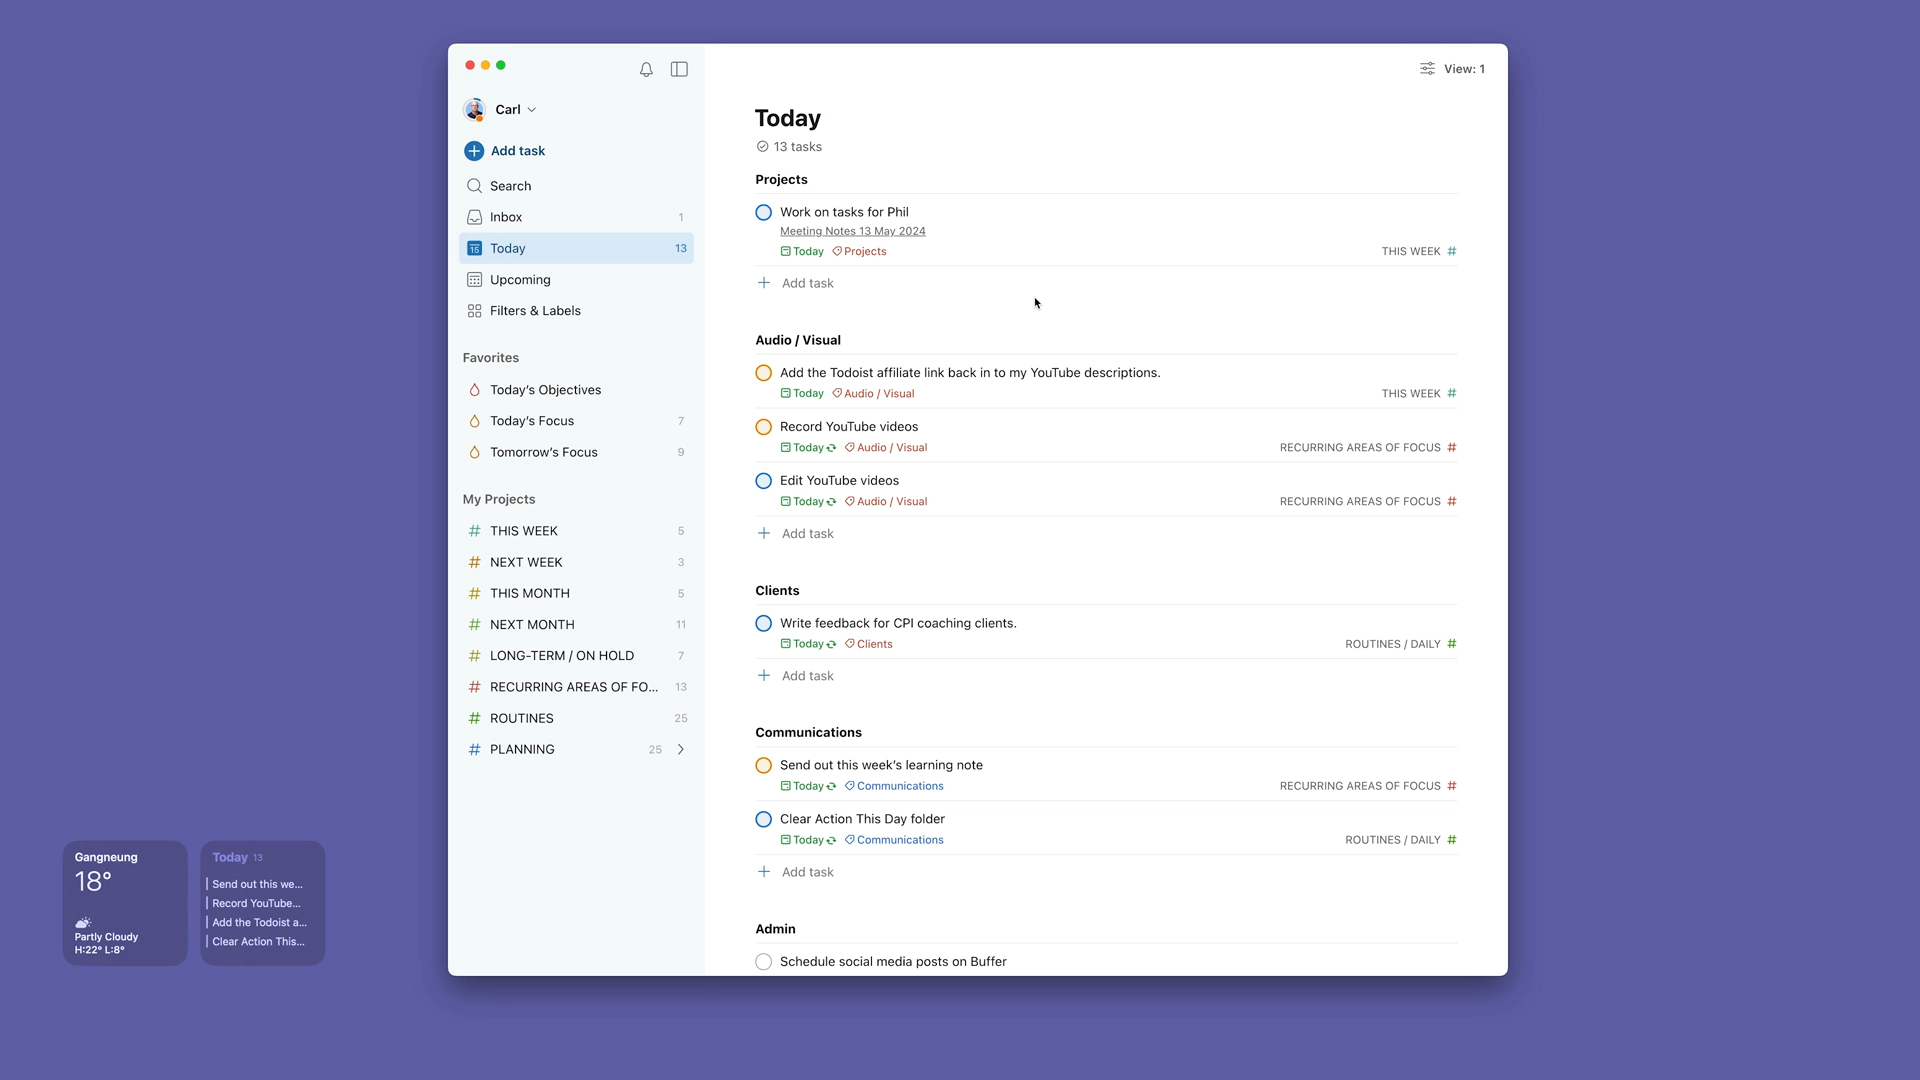 Carl
Add task
Search
Inbox 1
15 Today 13
Upcoming
Filters & Labels
Favorites
Today's Objectives
Today's Focus 7
Tomorrow's Focus 9
My Projects
# THIS WEEK 5
# NEXT WEEK 3
# THIS MONTH 5
# NEXT MONTH 11
# LONG-TERM / ON HOLD 7
# RECURRING AREAS OF FO... 13
# ROUTINES 25
# PLANNING 25
View: 1
Today
13 tasks
Projects
Work on tasks for Phil
Meeting Notes 13 May 2024
Today Projects THIS WEEK #
+ Add task
Audio / Visual
Add the Todoist affiliate link back in to my YouTube descriptions.
Today Audio / Visual THIS WEEK #
Record YouTube videos
Today Audio / Visual RECURRING AREAS OF FOCUS #
Edit YouTube videos
Today Audio / Visual RECURRING AREAS OF FOCUS #
+ Add task
Clients
Write feedback for CPI coaching clients.
Today Clients ROUTINES / DAILY #
+ Add task
Communications
Send out this week's learning note
Today Communications RECURRING AREAS OF FOCUS #
Clear Action This Day folder
Today Communications ROUTINES / DAILY #
+ Add task
Admin
Schedule social media posts on Buffer
Gangneung
18°
Partly Cloudy
H:22° L:8°
Today 13
Send out this we...
Record YouTube...
Add the Todoist a...
Clear Action This...